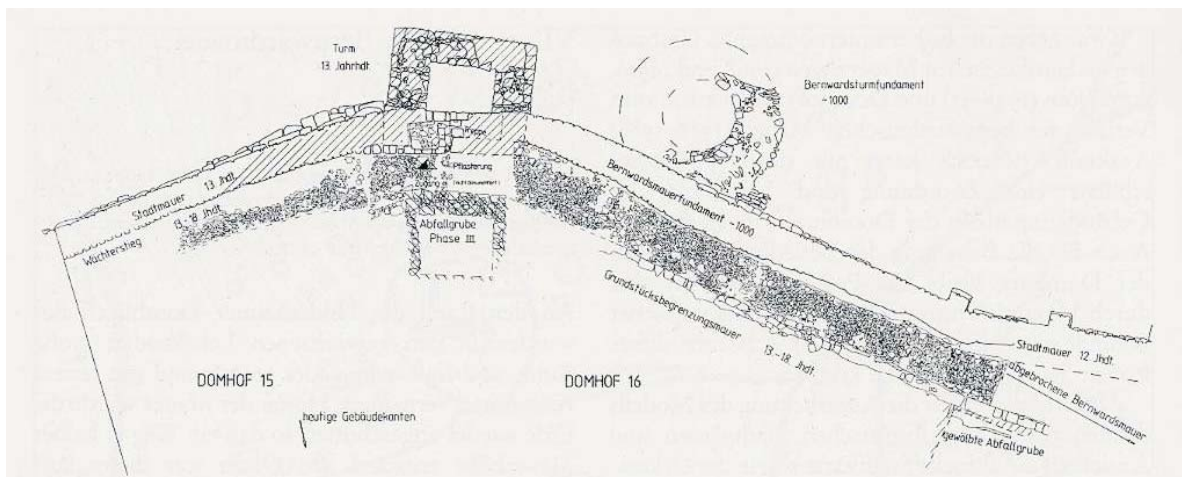 Turm
13. Jahrhdt.
Bernwardsturmfundament
~1000
Treppe
Pflasterung
Stadtmauer 13. Jhdt.
13.-18. Jhdt.
Wächterstieg
Abfallgrube
Phase III
Bernwardsmauerfundament ~1000
Grundstücksbegrenzungsmauer 13.-18. Jhdt.
Stadtmauer 12. Jhdt.
abgebrochene Bernwardsmauer
gewölbte Abfallgrube
DOMHOF 15
DOMHOF 16
heutige Gebäudekanten